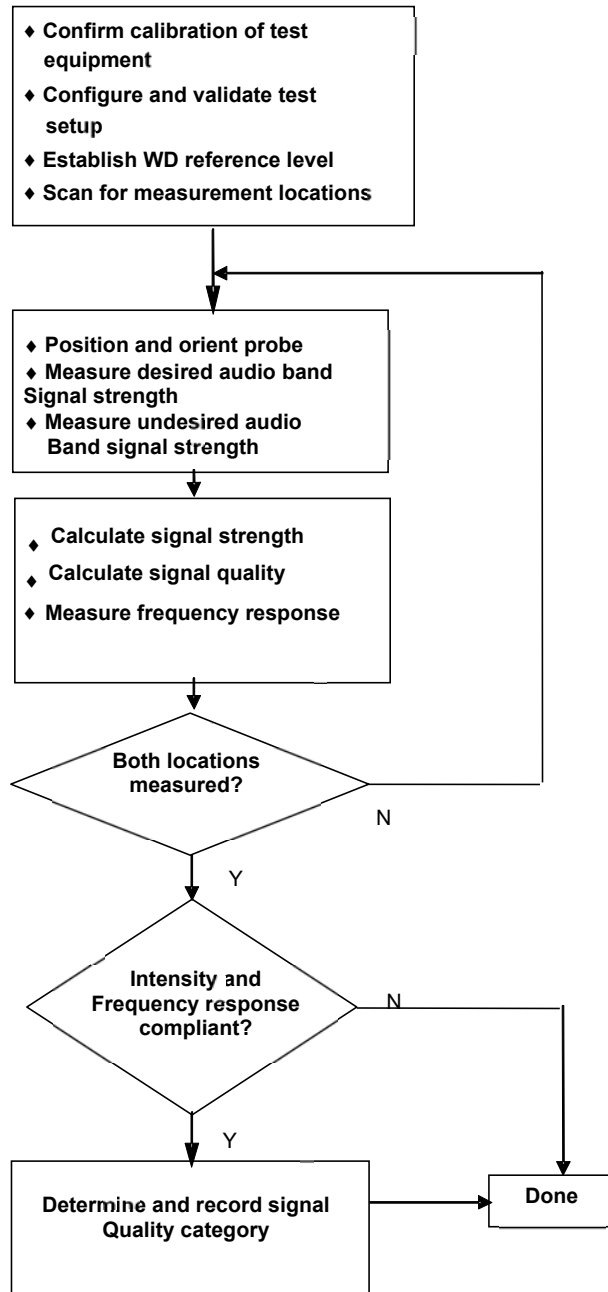 ♦ Confirm calibration of test
equipment
♦ Configure and validate test
setup
♦ Establish WD reference level
♦ Scan for measurement locations
♦ Position and orient probe
♦ Measure desired audio band
Signal strength
♦ Measure undesired audio
Band signal strength
♦ Calculate signal strength
♦ Calculate signal quality
♦ Measure frequency response
Both locations
measured?
N
Y
Intensity and
Frequency response
compliant?
N
Y
Determine and record signal
Quality category
Done